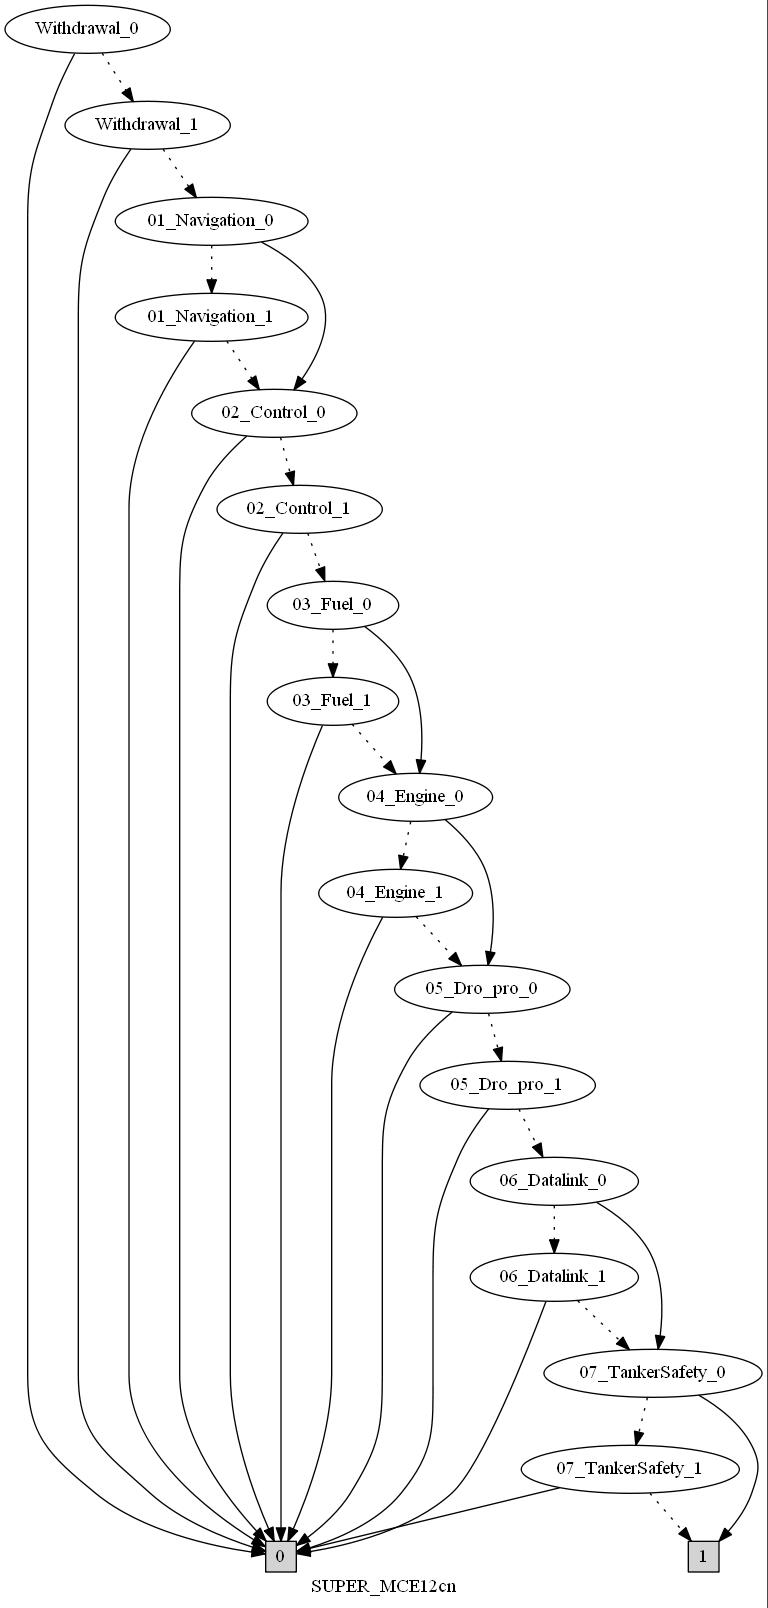 Withdrawal_0
Withdrawal_1
01_Navigation_0
01_Navigation_1
02_Control_0
02_Control_1
03_Fuel_0
03_Fuel_1
04_Engine_0
04_Engine_1
05_Dro_pro_0
05_Dro_pro_1
06_Datalink_0
06_Datalink_1
07_TankerSafety_0
07_TankerSafety_1
0
1
SUPER_MCE12cn